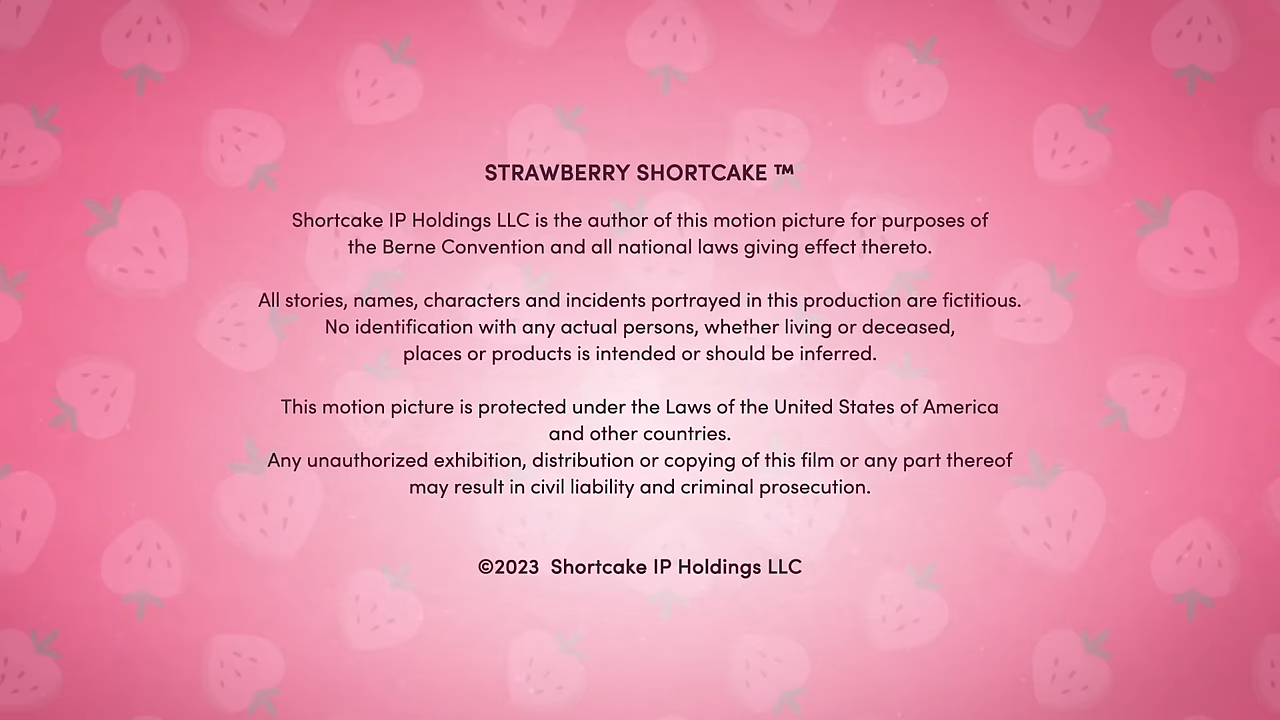 STRAWBERRY SHORTCAKE ™
Shortcake IP Holdings LLC is the author of this motion picture for purposes of
the Berne Convention and all national laws giving effect thereto.
All stories, names, characters and incidents portrayed in this production are fictitious.
No identification with any actual persons, whether living or deceased,
places or products is intended or should be inferred.
This motion picture is protected under the Laws of the United States of America
and other countries.
Any unauthorized exhibition, distribution or copying of this film or any part thereof
may result in civil liability and criminal prosecution.
©2023 Shortcake IP Holdings LLC